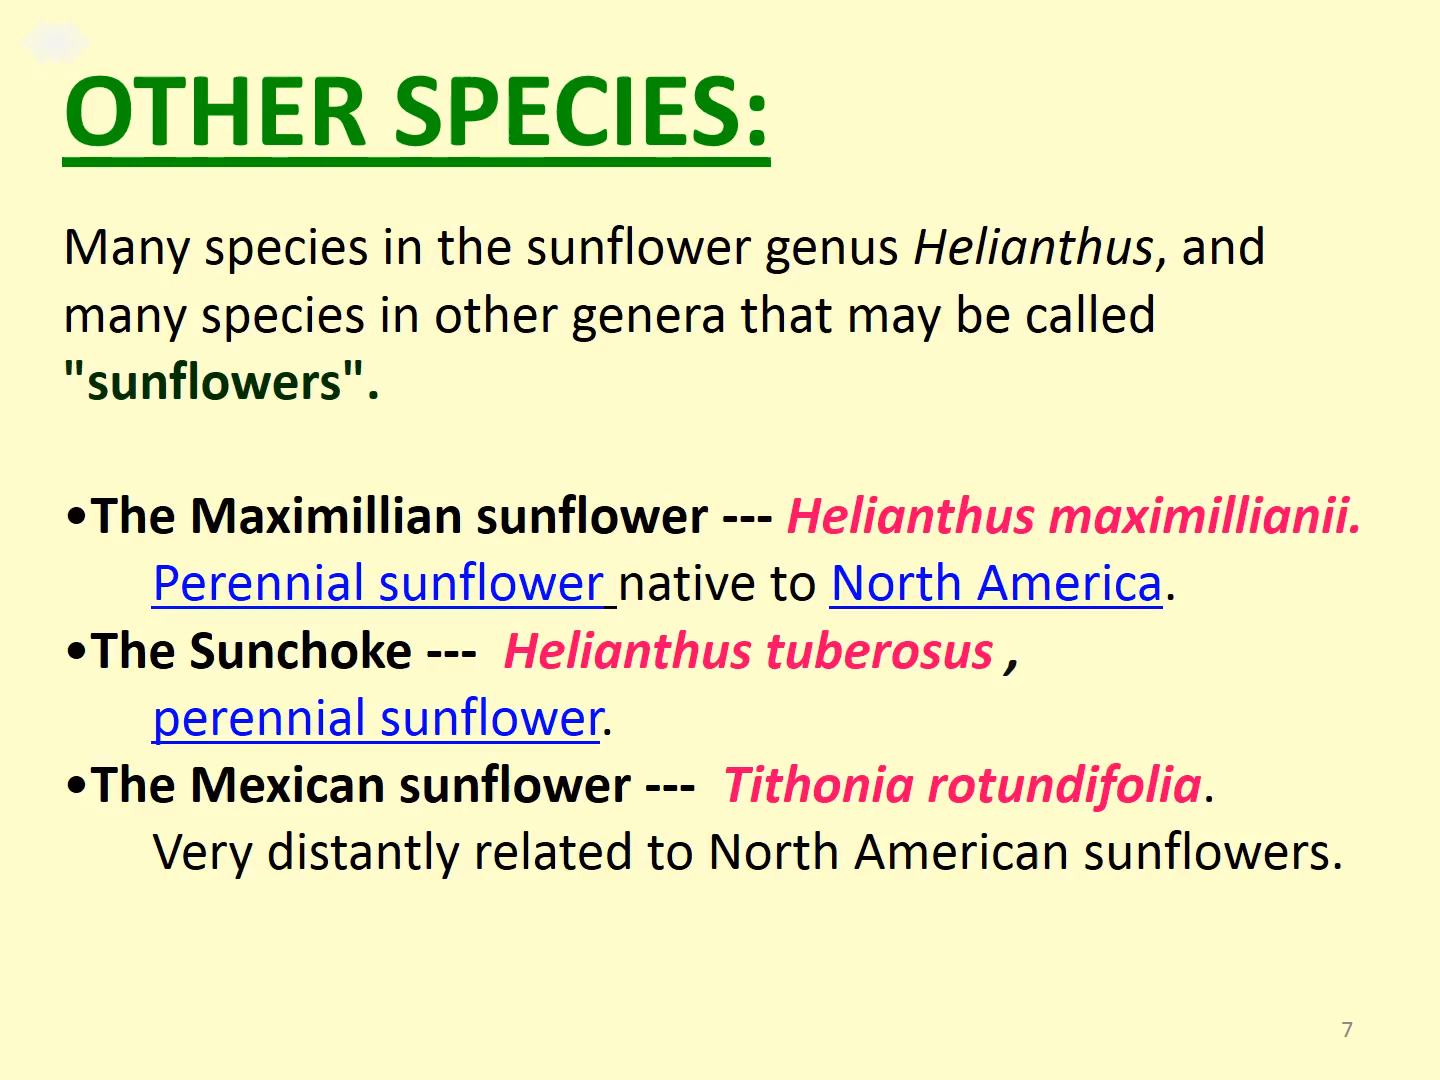 OTHER SPECIES:
Many species in the sunflower genus Helianthus, and
many species in other genera that may be called
"sunflowers".
•The Maximillian sunflower --- Helianthus maximillianii.
Perennial sunflower native to North America.
•The Sunchoke --- Helianthus tuberosus ,
perennial sunflower.
•The Mexican sunflower --- Tithonia rotundifolia.
Very distantly related to North American sunflowers.
7